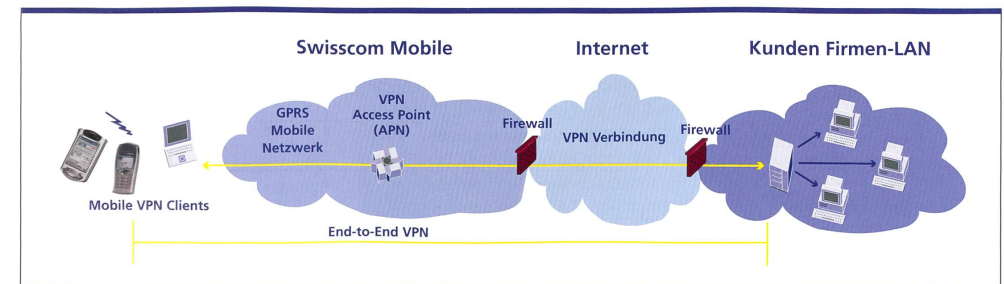 Swisscom Mobile
Internet
Kunden Firmen-LAN
GPRS
Mobile
Netzwerk
VPN
Access Point
(APN)
Firewall
VPN Verbindung
Firewall
Mobile VPN Clients
End-to-End VPN